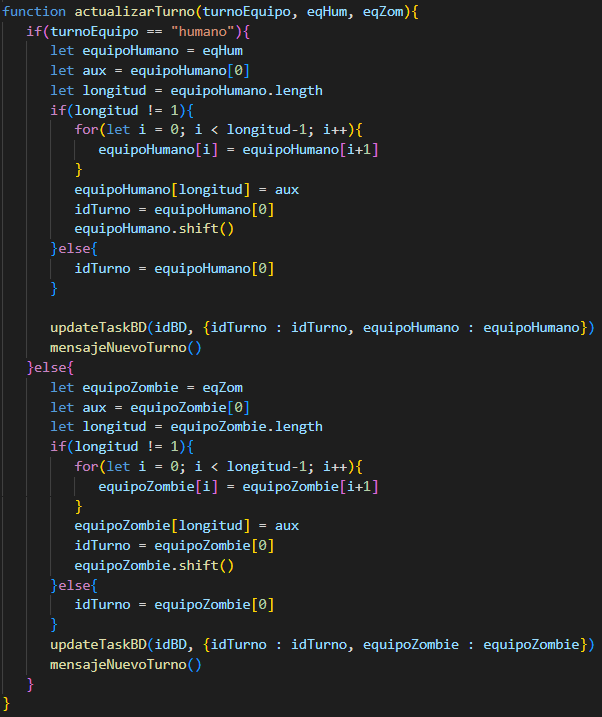 function actualizarTurno(turnoEquipo, eqHum, eqZom){
    if(turnoEquipo == "humano"){
        let equipoHumano = eqHum
        let aux = equipoHumano[0]
        let longitud = equipoHumano.length
        if(longitud != 1){
            for(let i = 0; i < longitud-1; i++){
                equipoHumano[i] = equipoHumano[i+1]
            }
            equipoHumano[longitud] = aux
            idTurno = equipoHumano[0]
            equipoHumano.shift()
        }else{
            idTurno = equipoHumano[0]
        }

        updateTaskBD(idBD, {idTurno : idTurno, equipoHumano : equipoHumano})
        mensajeNuevoTurno()
    }else{
        let equipoZombie = eqZom
        let aux = equipoZombie[0]
        let longitud = equipoZombie.length
        if(longitud != 1){
            for(let i = 0; i < longitud-1; i++){
                equipoZombie[i] = equipoZombie[i+1]
            }
            equipoZombie[longitud] = aux
            idTurno = equipoZombie[0]
            equipoZombie.shift()
        }else{
            idTurno = equipoZombie[0]
        }
        updateTaskBD(idBD, {idTurno : idTurno, equipoZombie : equipoZombie})
        mensajeNuevoTurno()
    }
}